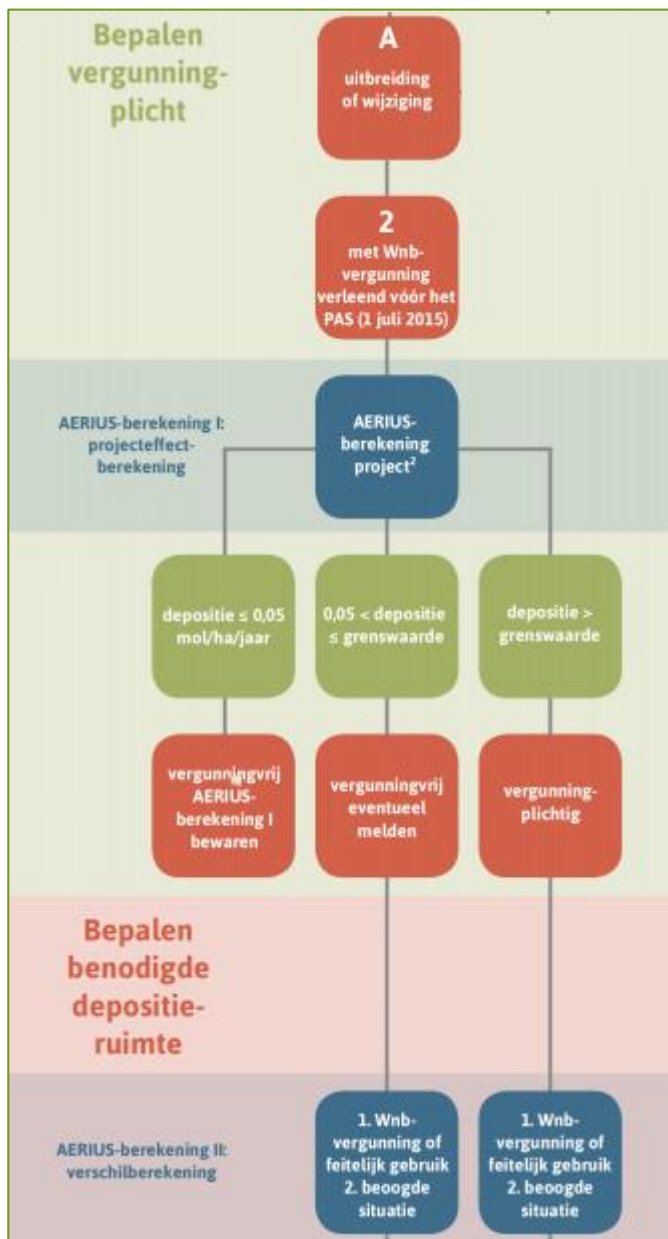 Bepalen
vergunning-
plicht
A
uitbreiding
of wijziging
2
met Wnb-
vergunning
verleend vóór het
PAS (1 juli 2015)
AERIUS-berekening I:
projecteffect-
berekening
AERIUS-
berekening
project²
depositie ≤ 0,05
mol/ha/jaar
0,05 < depositie
≤ grenswaarde
depositie >
grenswaarde
vergunningvrij
AERIUS-
berekening I
bewaren
vergunningvrij
eventueel
melden
vergunning-
plichtig
Bepalen
benodigde
depositie-
ruimte
AERIUS-berekening II:
verschilberekening
1. Wnb-
vergunning of
feitelijk gebruik
2. beoogde
situatie
1. Wnb-
vergunning of
feitelijk gebruik
2. beoogde
situatie